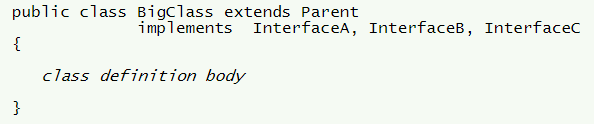 public class BigClass extends Parent
implements InterfaceA, InterfaceB, InterfaceC
{
class definition body
}